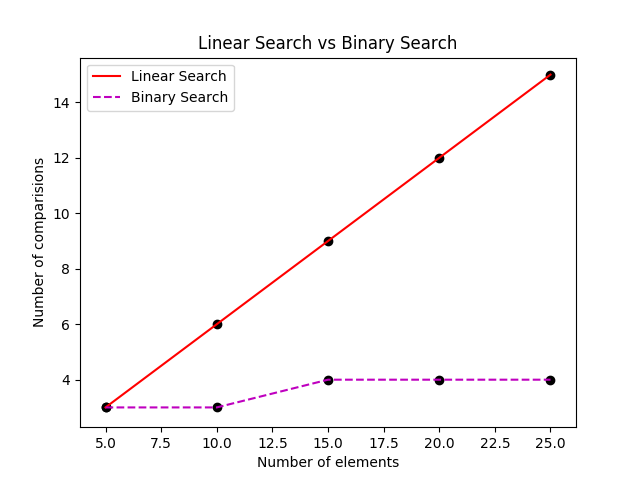 Linear Search vs Binary Search
Linear Search
Binary Search
Number of comparisions
14
12
10
8
6
4
5.0 7.5 10.0 12.5 15.0 17.5 20.0 22.5 25.0
Number of elements